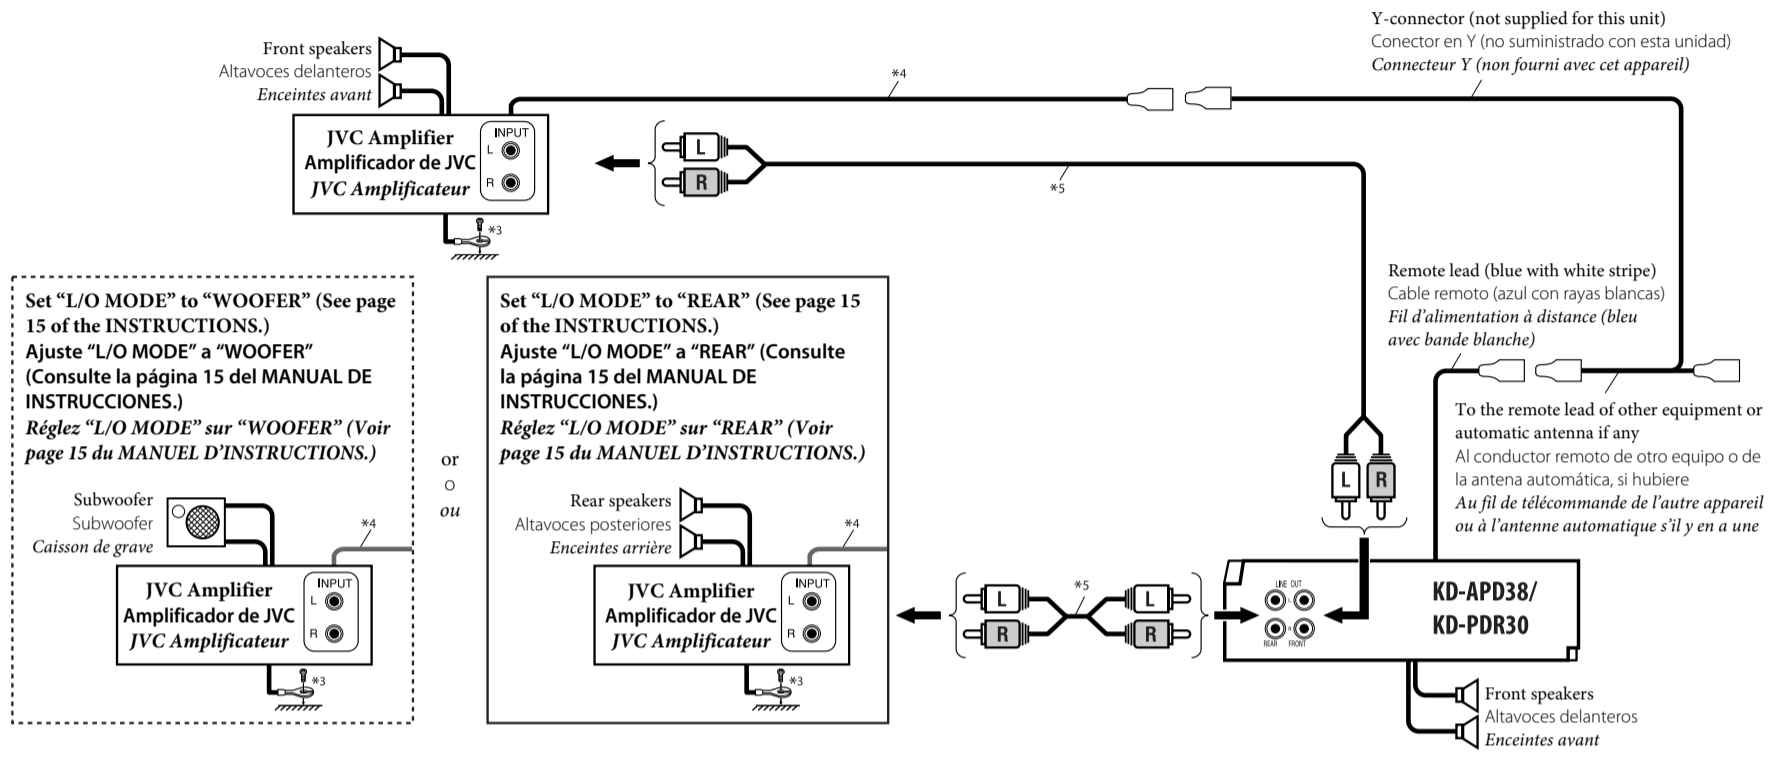 Y-connector (not supplied for this unit)
Conector en Y (no suministrado con esta unidad)
Connecteur Y (non fourni avec cet appareil)
Front speakers
Altavoces delanteros
Enceintes avant
*4
JVC Amplifier
Amplificador de JVC
JVC Amplificateur
INPUT
L
R
L
R
*5
*3
Set “L/O MODE” to “WOOFER” (See page
15 of the INSTRUCTIONS.)
Ajuste “L/O MODE” a “WOOFER”
(Consulte la página 15 del MANUAL DE
INSTRUCCIONES.)
Réglez “L/O MODE” sur “WOOFER” (Voir
page 15 du MANUEL D’INSTRUCTIONS.)
Subwoofer
Subwoofer
Caisson de grave
*4
JVC Amplifier
Amplificador de JVC
JVC Amplificateur
INPUT
L
R
*3
or
o
ou
Set “L/O MODE” to “REAR” (See page 15
of the INSTRUCTIONS.)
Ajuste “L/O MODE” a “REAR” (Consulte
la página 15 del MANUAL DE
INSTRUCCIONES.)
Réglez “L/O MODE” sur “REAR” (Voir
page 15 du MANUEL D’INSTRUCTIONS.)
Rear speakers
Altavoces posteriores
Enceintes arrière
*4
JVC Amplifier
Amplificador de JVC
JVC Amplificateur
INPUT
L
R
*3
L
R
*5
L
R
Remote lead (blue with white stripe)
Cable remoto (azul con rayas blancas)
Fil d’alimentation à distance (bleu
avec bande blanche)
To the remote lead of other equipment or
automatic antenna if any
Al conductor remoto de otro equipo o de
la antena automática, si hubiere
Au fil de télécommande de l’autre appareil
ou à l’antenne automatique s’il y en a une
L R
LINE OUT
L
R
REAR FRONT
KD-APD38/
KD-PDR30
Front speakers
Altavoces delanteros
Enceintes avant